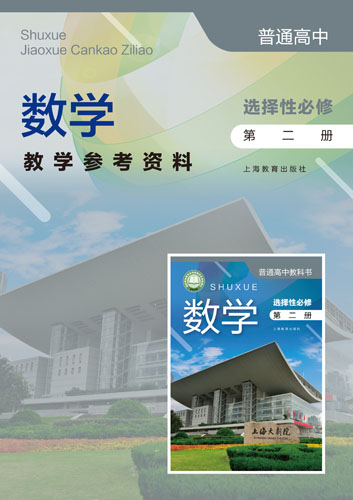 Shuxue
Jiaoxue Cankao Ziliao
普通高中
数学
选择性必修
第二册
教学参考资料
上海教育出版社
普通高中教科书
SHUXUE
数学
选择性必修
第二册
上海教育出版社
上海大剧院